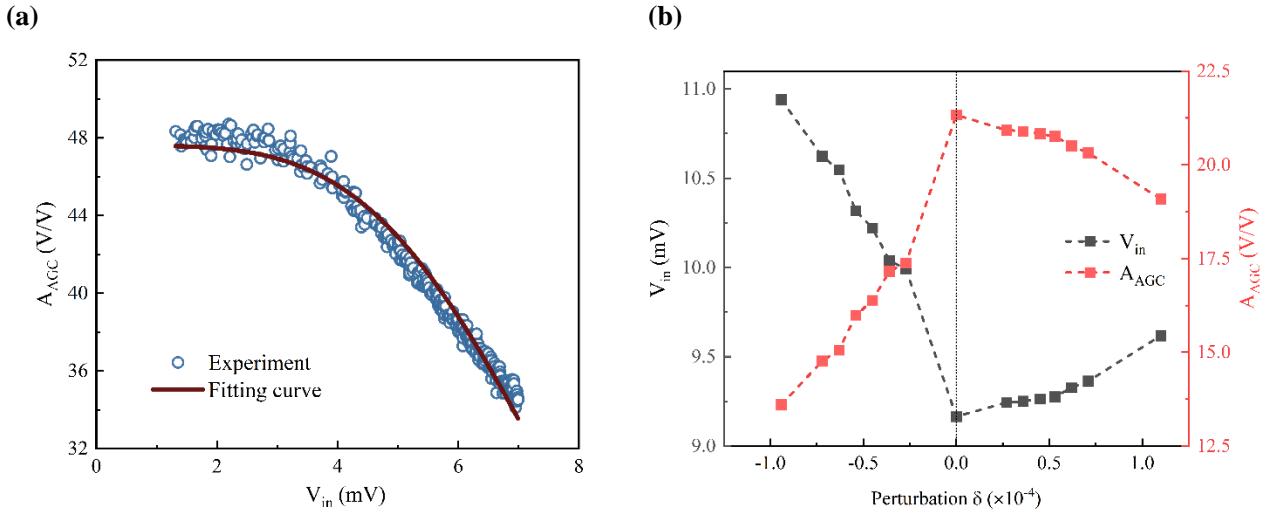 (a)
52
48
44
40
36
32
A_AGC (V/V)
Experiment
Fitting curve
0
2
4
6
8
V_in (mV)
(b)
11.0
10.5
10.0
9.5
9.0
V_in (mV)
22.5
20.0
17.5
15.0
12.5
A_AGC (V/V)
V_in
A_AGC
-1.0
-0.5
0.0
0.5
1.0
Perturbation δ (×10⁻⁴)